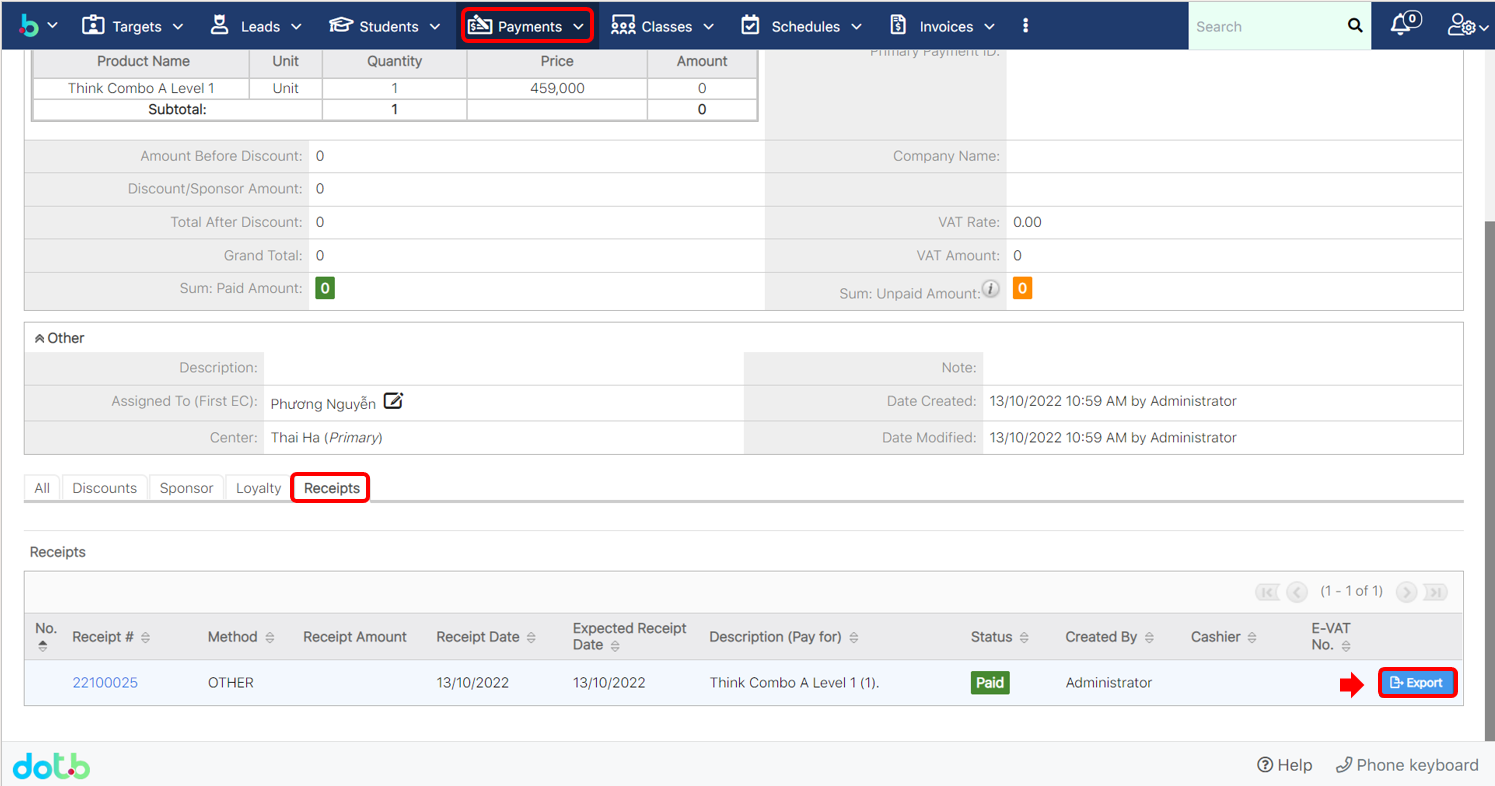 Targets Leads Students Payments Classes Schedules Invoices Search 0
Primary Payment ID:
Product Name Unit Quantity Price Amount
Think Combo A Level 1 Unit 1 459,000 0
Subtotal: 1 0
Amount Before Discount: 0 Company Name:
Discount/Sponsor Amount: 0
Total After Discount: 0 VAT Rate: 0.00
Grand Total: 0 VAT Amount: 0
Sum: Paid Amount: 0 Sum: Unpaid Amount: i 0
Other
Description: Note:
Assigned To (First EC): Phương Nguyễn Date Created: 13/10/2022 10:59 AM by Administrator
Center: Thai Ha (Primary) Date Modified: 13/10/2022 10:59 AM by Administrator
All Discounts Sponsor Loyalty Receipts
Receipts
(1 - 1 of 1)
No. Receipt # Method Receipt Amount Receipt Date Expected Receipt Date Description (Pay for) Status Created By Cashier E-VAT No.
22100025 OTHER 13/10/2022 13/10/2022 Think Combo A Level 1 (1). Paid Administrator Export
dot.b Help Phone keyboard